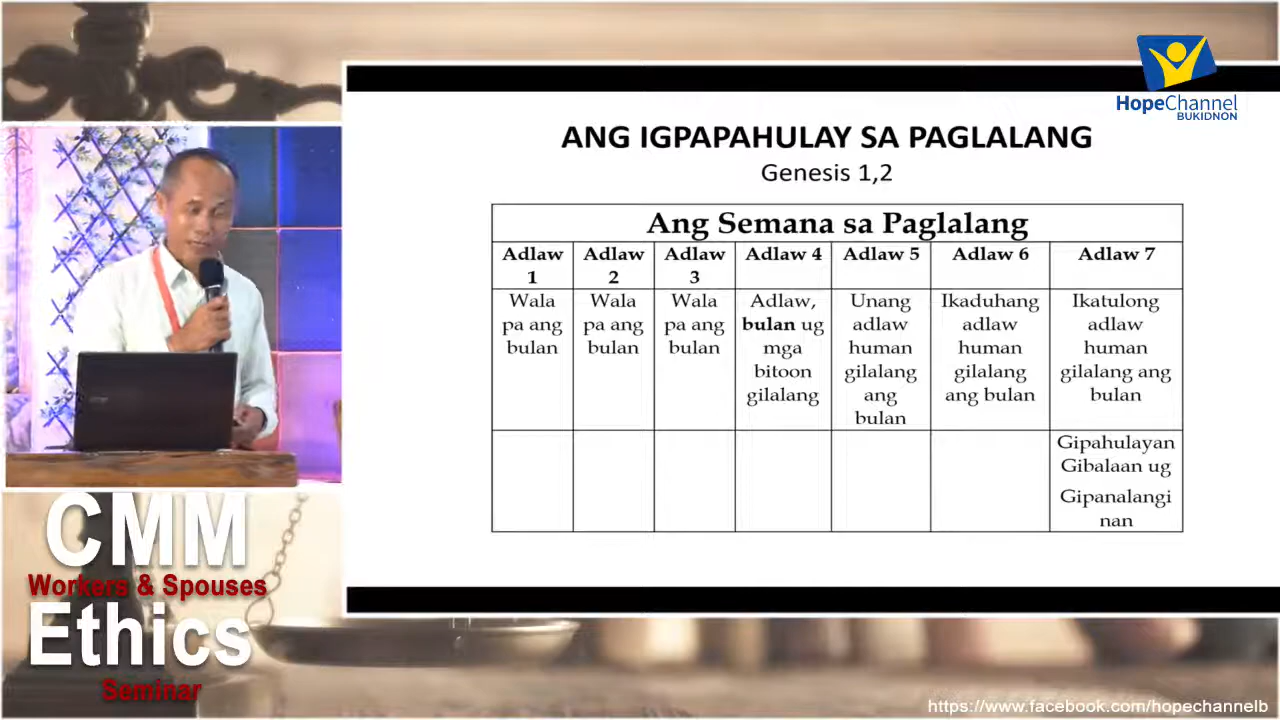 HopeChannel
BUKIDNON
ANG IGPAPAHULAY SA PAGLALANG
Genesis 1,2
Ang Semana sa Paglalang
Adlaw
1
Adlaw
2
Adlaw
3
Adlaw 4
Adlaw 5
Adlaw 6
Adlaw 7
Wala
pa ang
bulan
Wala
pa ang
bulan
Wala
pa ang
bulan
Adlaw,
bulan ug
mga
bitoon
gilalang
Unang
adlaw
human
gilalang
ang
bulan
Ikaduhang
adlaw
human
gilalang
ang bulan
Ikatulong
adlaw
human
gilalang ang
bulan
Gipahulayan
Gibalaan ug
Gipanalangi
nan
CMM
Workers & Spouses
Ethics
Seminar
https://www.facebook.com/hopechannelb